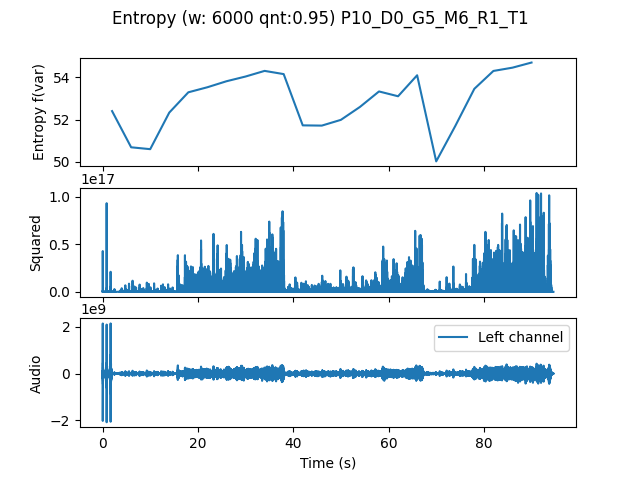 Entropy (w: 6000 qnt:0.95) P10_D0_G5_M6_R1_T1
Entropy f(var)
54
52
50
1e17
Squared
1.0
0.5
0.0
1e9
Audio
2
0
−2
Left channel
0
20
40
60
80
Time (s)